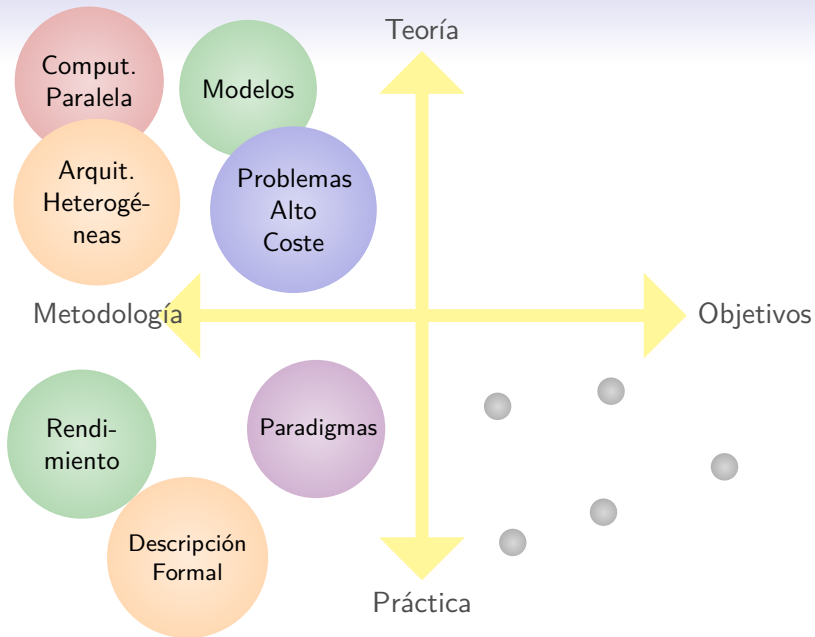 Teoría
Comput.
Paralela
Modelos
Arquit.
Heterogé-
neas
Problemas
Alto
Coste
Metodología
Objetivos
Rendi-
miento
Paradigmas
Descripción
Formal
Práctica